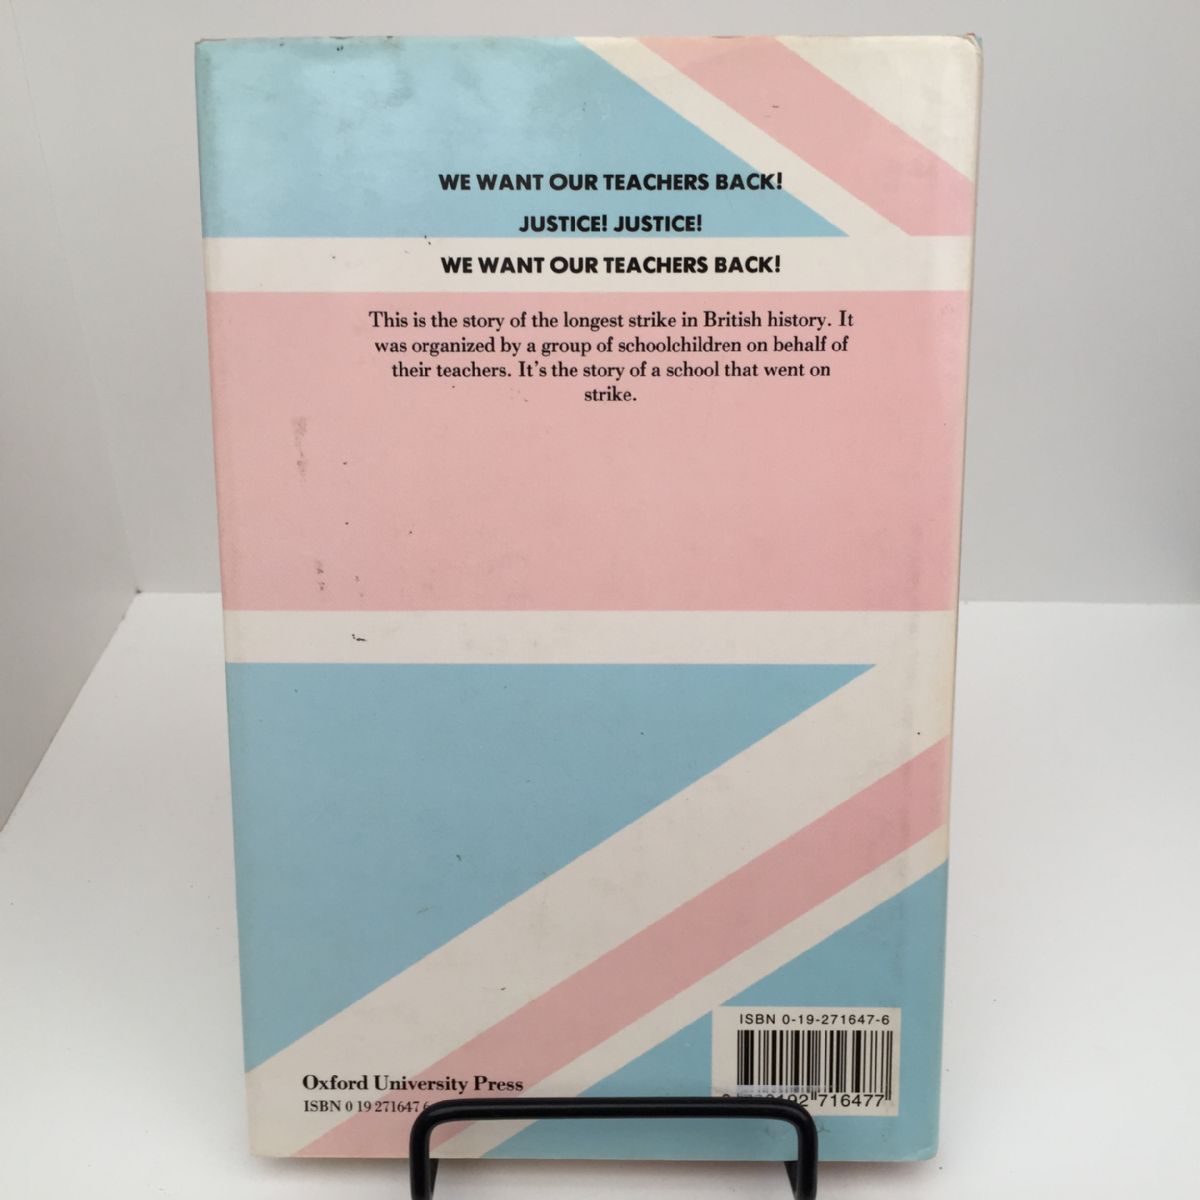 WE WANT OUR TEACHERS BACK!
JUSTICE! JUSTICE!
WE WANT OUR TEACHERS BACK!
This is the story of the longest strike in British history. It
was organized by a group of schoolchildren on behalf of
their teachers. It's the story of a school that went on
strike.
ISBN 0-19-271647-6
716477
Oxford University Press
ISBN 0 19 271647